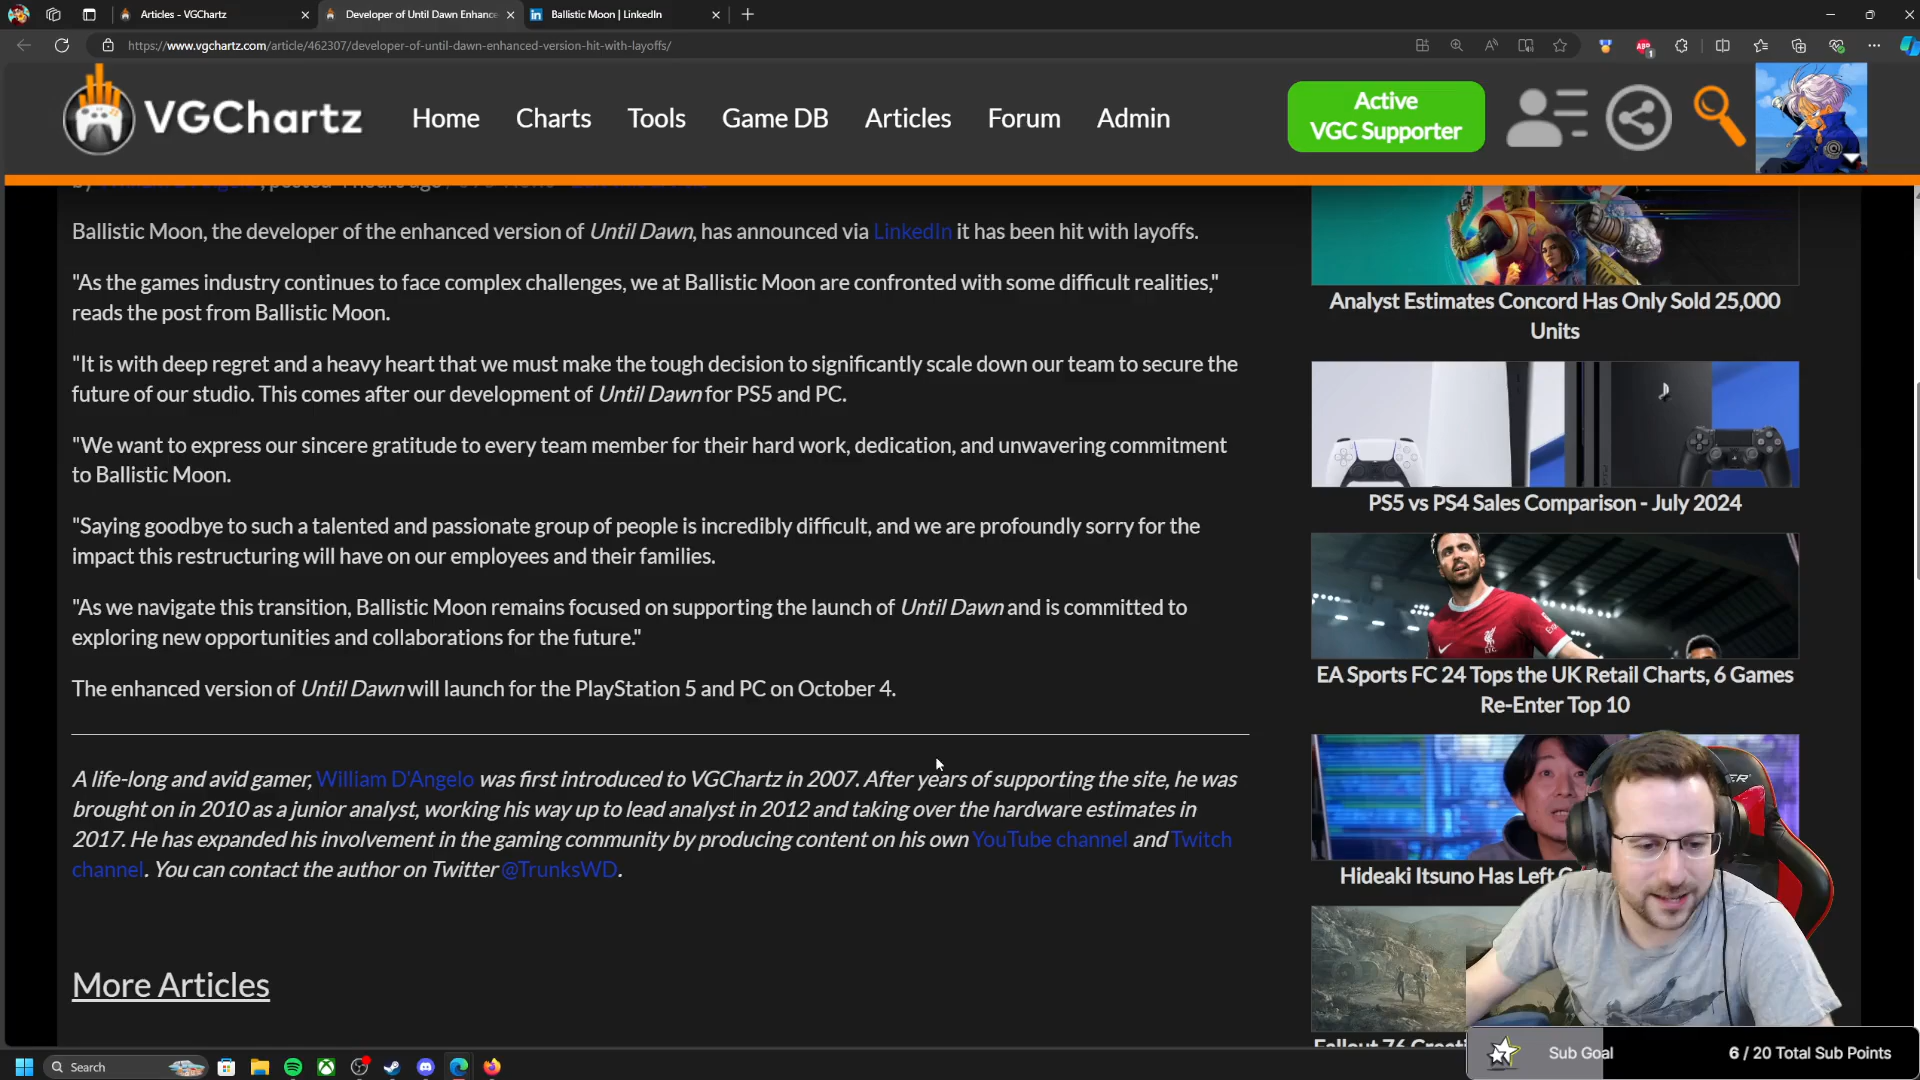 Articles - VGChartz
Developer of Until Dawn Enhance
Ballistic Moon | LinkedIn
https://www.vgchartz.com/article/462307/developer-of-until-dawn-enhanced-version-hit-with-layoffs/
VGChartz
Home
Charts
Tools
Game DB
Articles
Forum
Admin
Active
VGC Supporter
Ballistic Moon, the developer of the enhanced version of Until Dawn, has announced via LinkedIn it has been hit with layoffs.
"As the games industry continues to face complex challenges, we at Ballistic Moon are confronted with some difficult realities,"
reads the post from Ballistic Moon.
"It is with deep regret and a heavy heart that we must make the tough decision to significantly scale down our team to secure the
future of our studio. This comes after our development of Until Dawn for PS5 and PC.
"We want to express our sincere gratitude to every team member for their hard work, dedication, and unwavering commitment
to Ballistic Moon.
"Saying goodbye to such a talented and passionate group of people is incredibly difficult, and we are profoundly sorry for the
impact this restructuring will have on our employees and their families.
"As we navigate this transition, Ballistic Moon remains focused on supporting the launch of Until Dawn and is committed to
exploring new opportunities and collaborations for the future."
The enhanced version of Until Dawn will launch for the PlayStation 5 and PC on October 4.
A life-long and avid gamer, William D'Angelo was first introduced to VGChartz in 2007. After years of supporting the site, he was
brought on in 2010 as a junior analyst, working his way up to lead analyst in 2012 and taking over the hardware estimates in
2017. He has expanded his involvement in the gaming community by producing content on his own YouTube channel and Twitch
channel. You can contact the author on Twitter @TrunksWD.
More Articles
Analyst Estimates Concord Has Only Sold 25,000
Units
PS5 vs PS4 Sales Comparison - July 2024
EA Sports FC 24 Tops the UK Retail Charts, 6 Games
Re-Enter Top 10
Hideaki Itsuno Has Left
Fallout 76
Search
Sub Goal
6 / 20 Total Sub Points